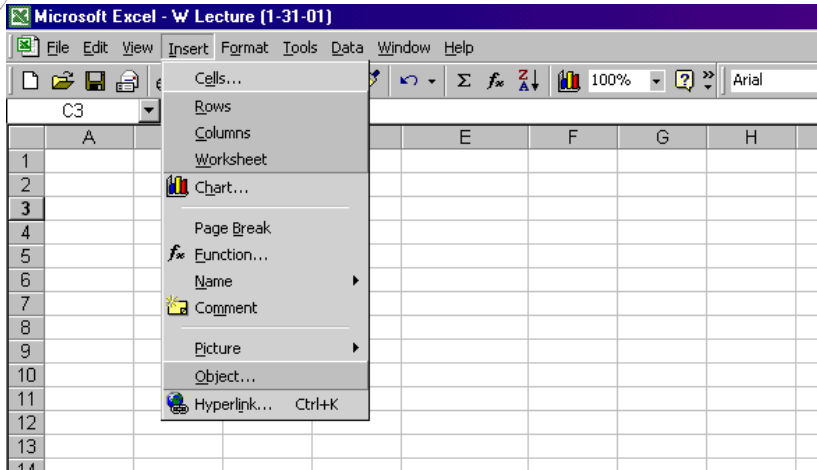 Microsoft Excel - W Lecture (1-31-01)
File Edit View Insert Format Tools Data Window Help
100% Arial
C3
Cells...
Rows
Columns
Worksheet
Chart...
Page Break
Function...
Name
Comment
Picture
Object...
Hyperlink... Ctrl+K
A E F G H
1
2
3
4
5
6
7
8
9
10
11
12
13
14